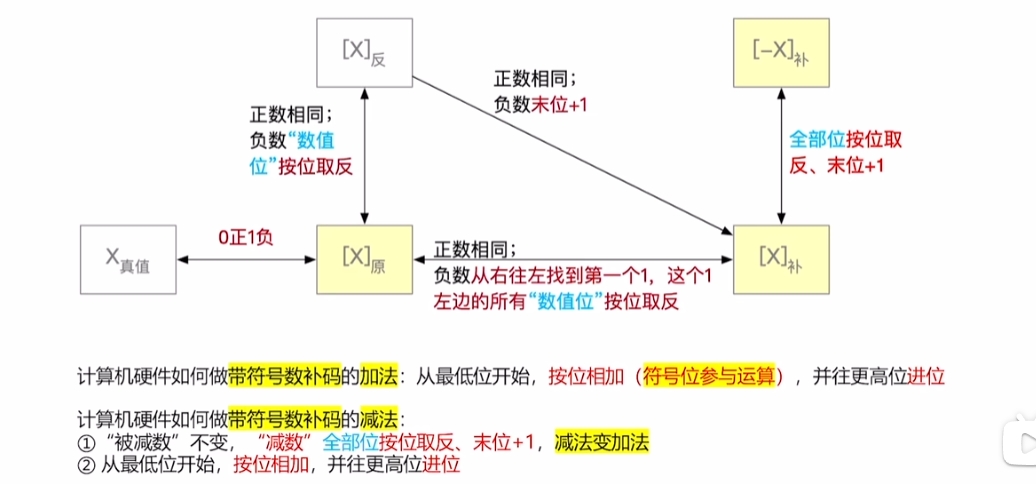 [X]反
[-X]补
正数相同；
负数末位+1
正数相同；
负数“数值
位”按位取反
全部位按位取
反、末位+1
0正1负
X真值
[X]原
正数相同；
负数从右往左找到第一个1，这个1
左边的所有“数值位”按位取反
[X]补
计算机硬件如何做带符号数补码的加法：从最低位开始，按位相加（符号位参与运算），并往更高位进位
计算机硬件如何做带符号数补码的减法：
①“被减数”不变，“减数”全部位按位取反、末位+1，减法变加法
② 从最低位开始，按位相加，并往更高位进位